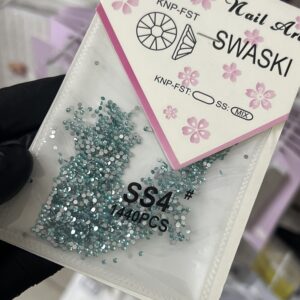 KNP-FST
Nail Art
SWASKI
KNP-FST: SS: MIX
SS4 #
1440PCS